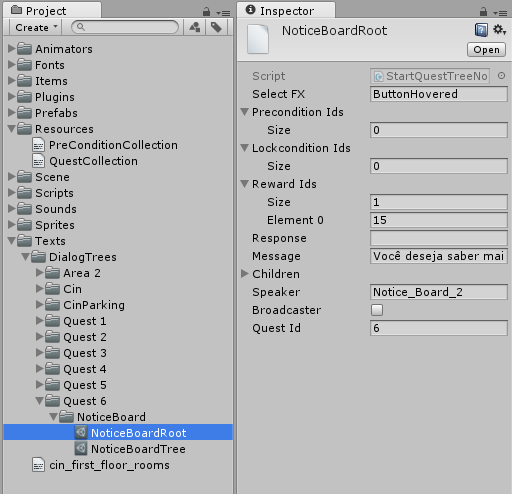 Project
Create
Animators
Fonts
Items
Plugins
Prefabs
Resources
PreConditionCollection
QuestCollection
Scene
Scripts
Sounds
Sprites
Texts
DialogTrees
Area 2
Cin
CinParking
Quest 1
Quest 2
Quest 3
Quest 4
Quest 5
Quest 6
NoticeBoard
NoticeBoardRoot
NoticeBoardTree
cin_first_floor_rooms
Inspector
NoticeBoardRoot
Open
Script StartQuestTreeNo
Select FX ButtonHovered
Precondition Ids
Size 0
Lockcondition Ids
Size 0
Reward Ids
Size 1
Element 0 15
Response
Message Você deseja saber mai
Children
Speaker Notice_Board_2
Broadcaster
Quest Id 6